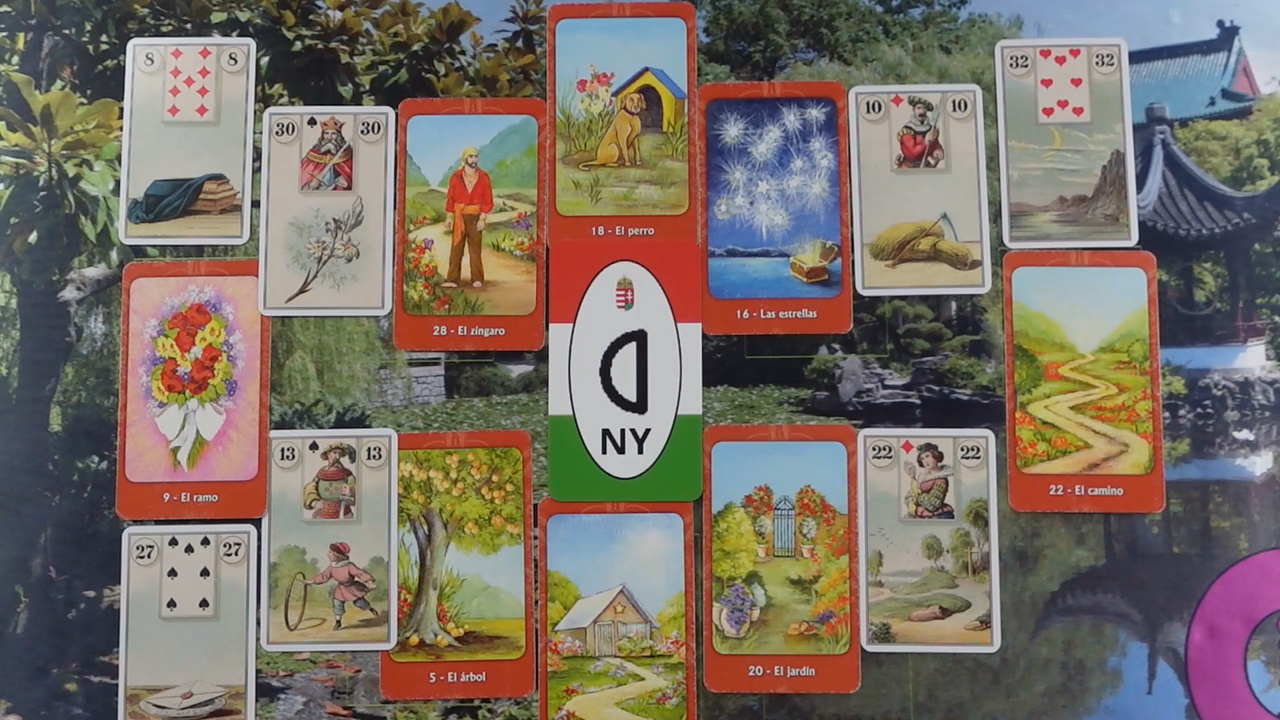 8 8
30 30
28 - El zíngaro
18 - El perro
16 - Las estrellas
10 10
32 32
9 - El ramo
NY
22 - El camino
13 13
27 27
5 - El árbol
20 - El jardín
22 22